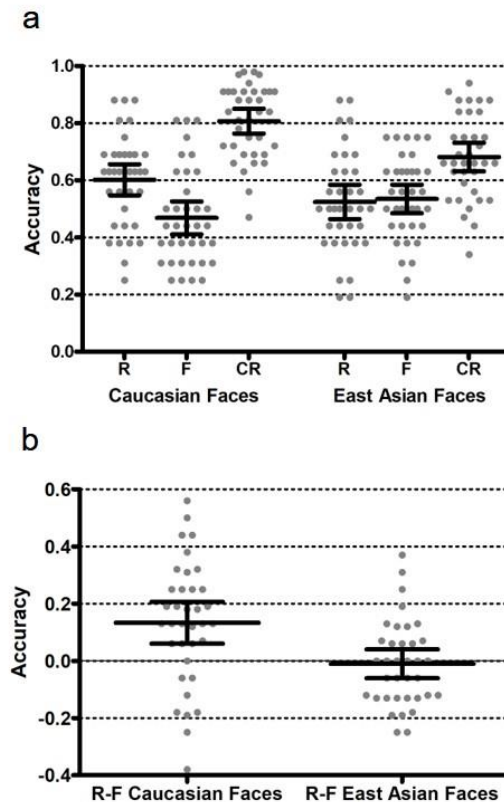 a
1.0
0.8
0.6
0.4
0.2
0.0
Accuracy
R F CR R F CR
Caucasian Faces East Asian Faces
b
0.6
0.4
0.2
0.0
-0.2
-0.4
Accuracy
R-F Caucasian Faces R-F East Asian Faces